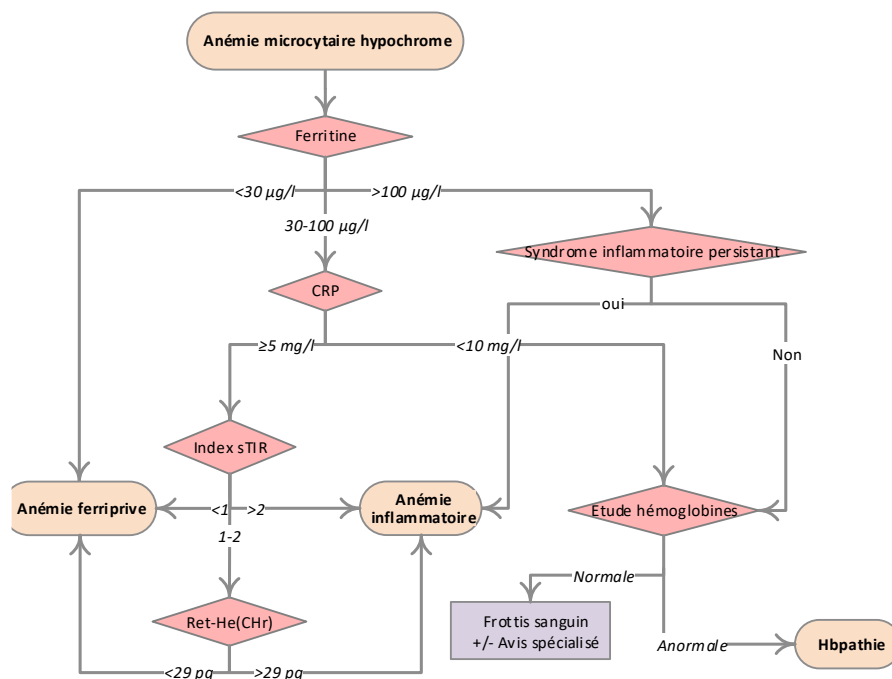 Anémie microcytaire hypochrome
Ferritine
<30 µg/l
>100 µg/l
30-100 µg/l
Syndrome inflammatoire persistant
CRP
oui
Non
≥5 mg/l
<10 mg/l
Index sTIR
Anémie ferriprive
<1
>2
Anémie
inflammatoire
Etude hémoglobines
1-2
Normale
Ret-He(CHr)
Frottis sanguin
+/- Avis spécialisé
Anormale
Hbpathie
<29 pg
>29 pg